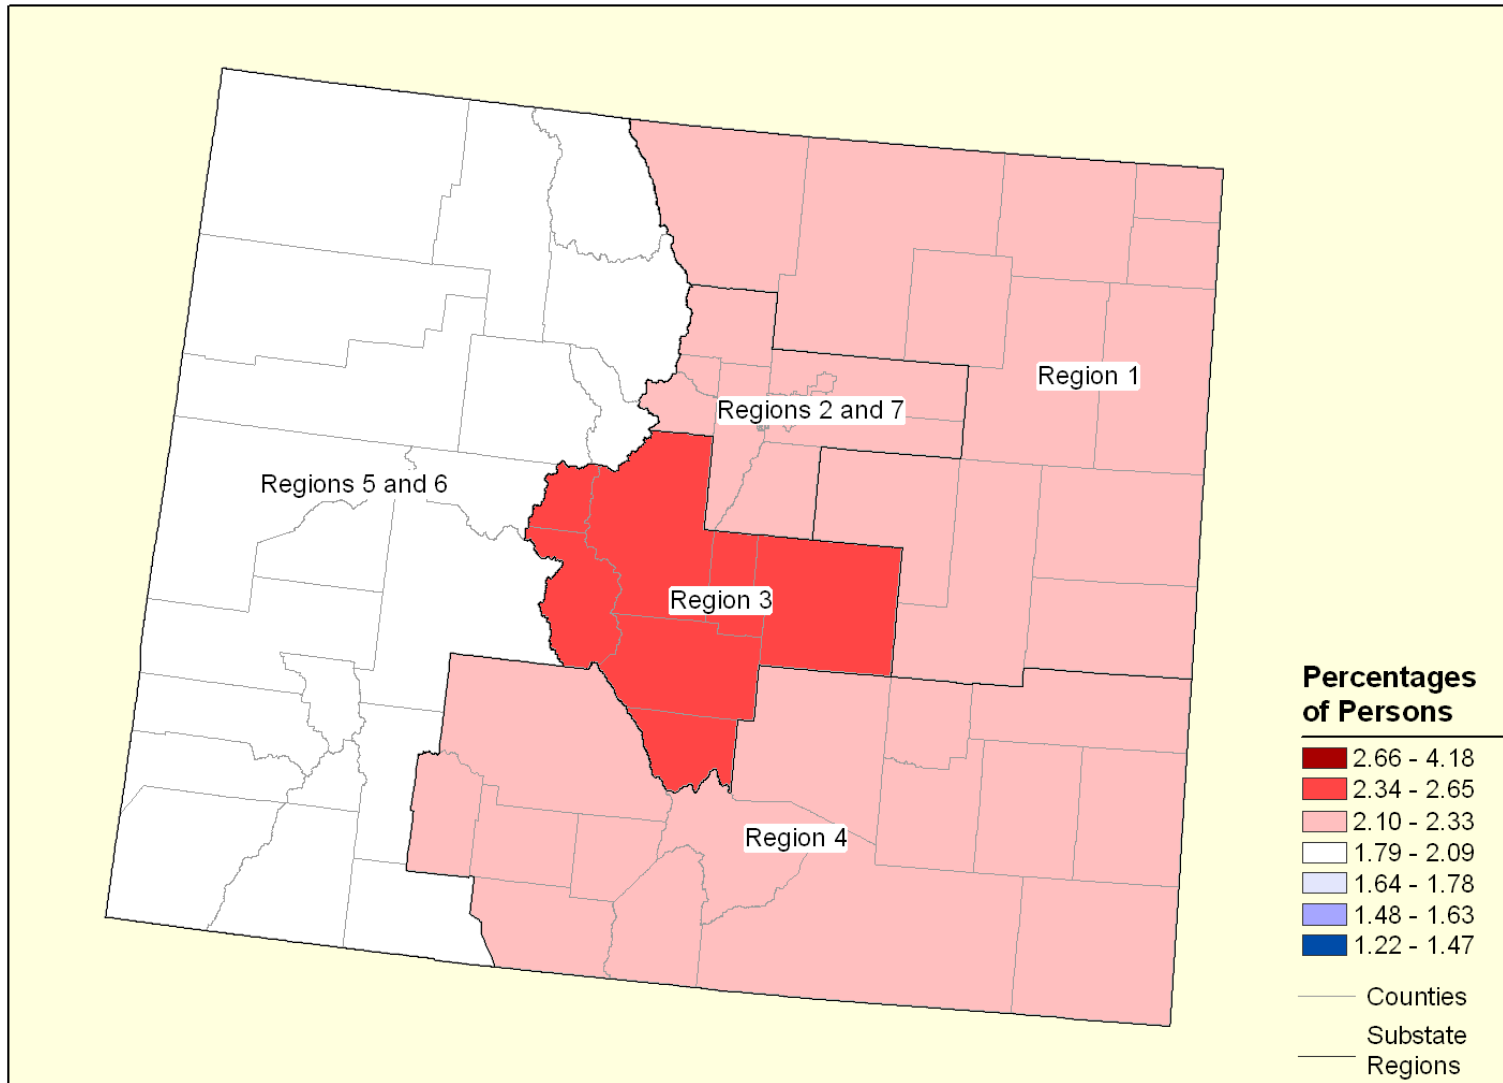 Region 1
Regions 2 and 7
Regions 5 and 6
Region 3
Region 4
Percentages
of Persons
2.66 - 4.18
2.34 - 2.65
2.10 - 2.33
1.79 - 2.09
1.64 - 1.78
1.48 - 1.63
1.22 - 1.47
Counties
Substate
Regions